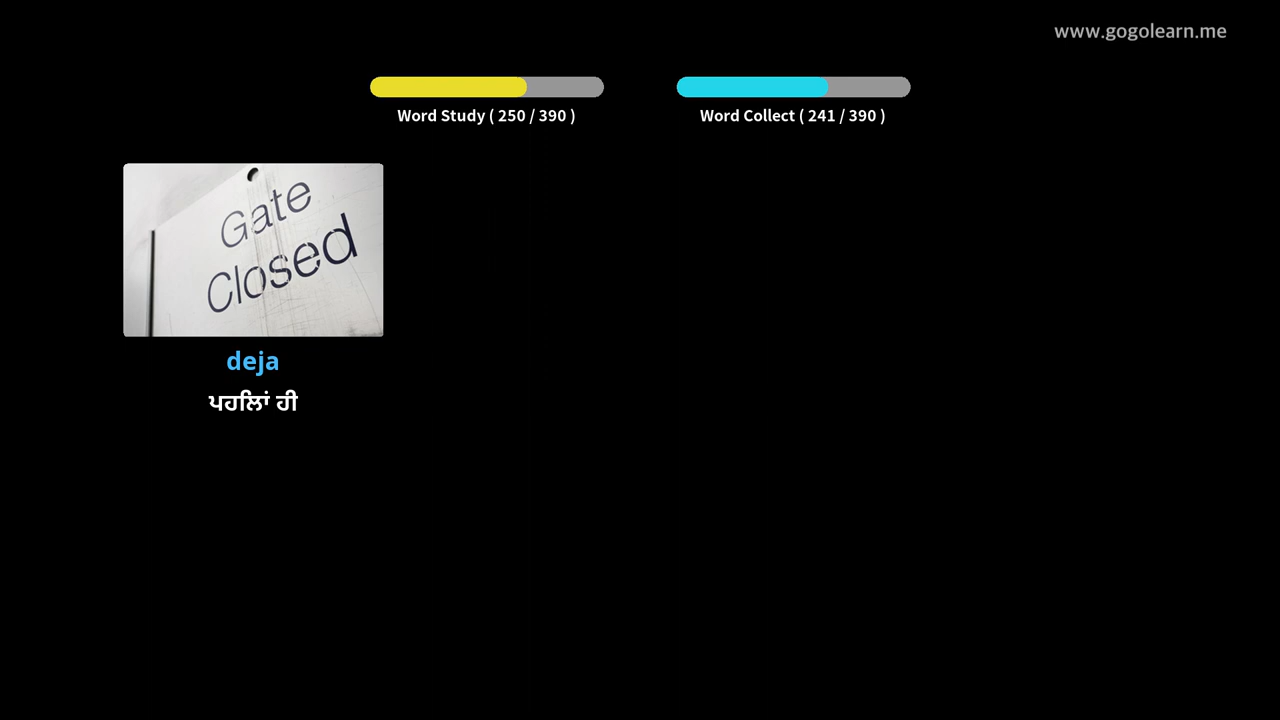 www.gogolearn.me
Word Study ( 250 / 390 )
Word Collect ( 241 / 390 )
Gate
Closed
deja
ਪਹਿਲਾਂ ਹੀ